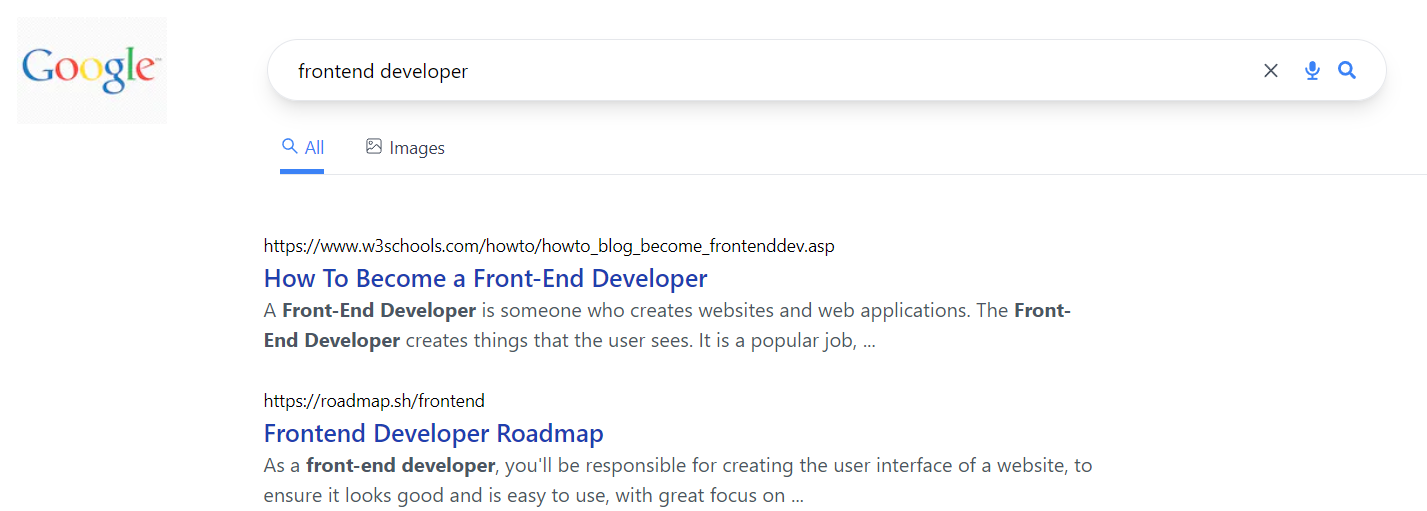 Google™
frontend developer
All
Images
https://www.w3schools.com/howto/howto_blog_become_frontenddev.asp
How To Become a Front-End Developer
A Front-End Developer is someone who creates websites and web applications. The Front-
End Developer creates things that the user sees. It is a popular job, ...
https://roadmap.sh/frontend
Frontend Developer Roadmap
As a front-end developer, you'll be responsible for creating the user interface of a website, to
ensure it looks good and is easy to use, with great focus on ...